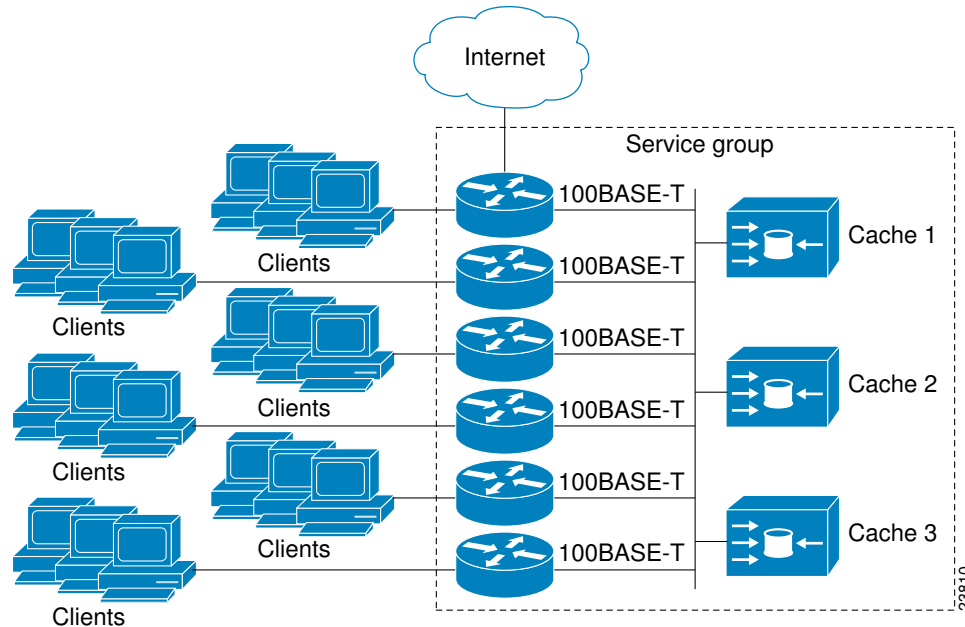 Internet
Service group
100BASE-T
Cache 1
Clients
100BASE-T
Clients
100BASE-T
Cache 2
Clients
100BASE-T
Clients
100BASE-T
Cache 3
Clients
100BASE-T
Clients
23810